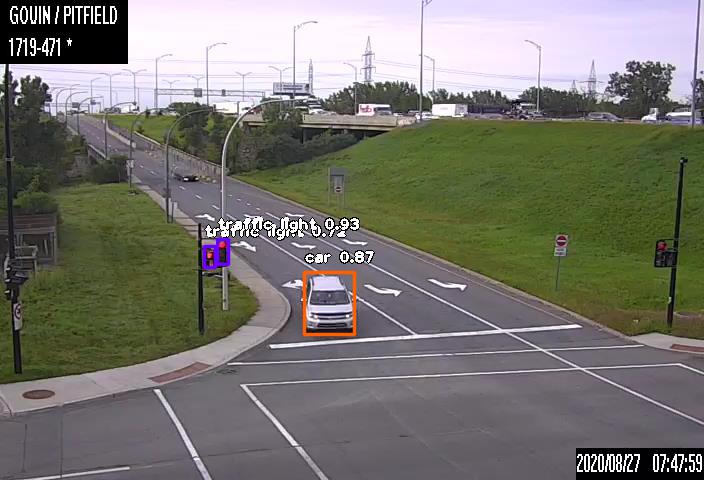 GOUIN / PITFIELD
1719-471 *
traffic light 0.93
traffic light 0.72
car 0.87
2020/08/27 07:47:59